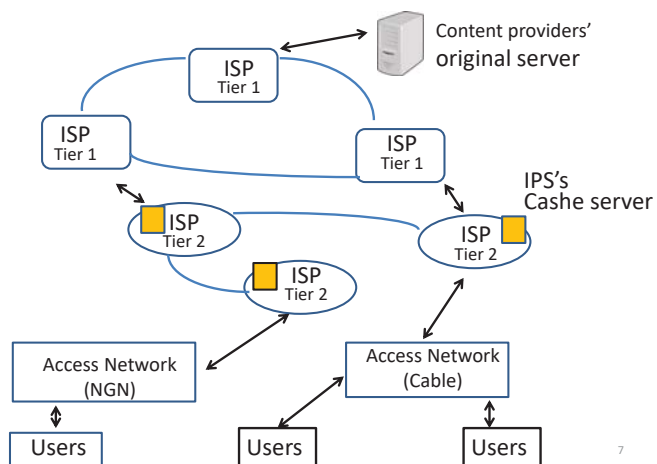 Content providers'
original server
ISP
Tier 1
ISP
Tier 1
ISP
Tier 1
IPS's
Cashe server
ISP
Tier 2
ISP
Tier 2
ISP
Tier 2
Access Network
(NGN)
Access Network
(Cable)
Users
Users
Users
7